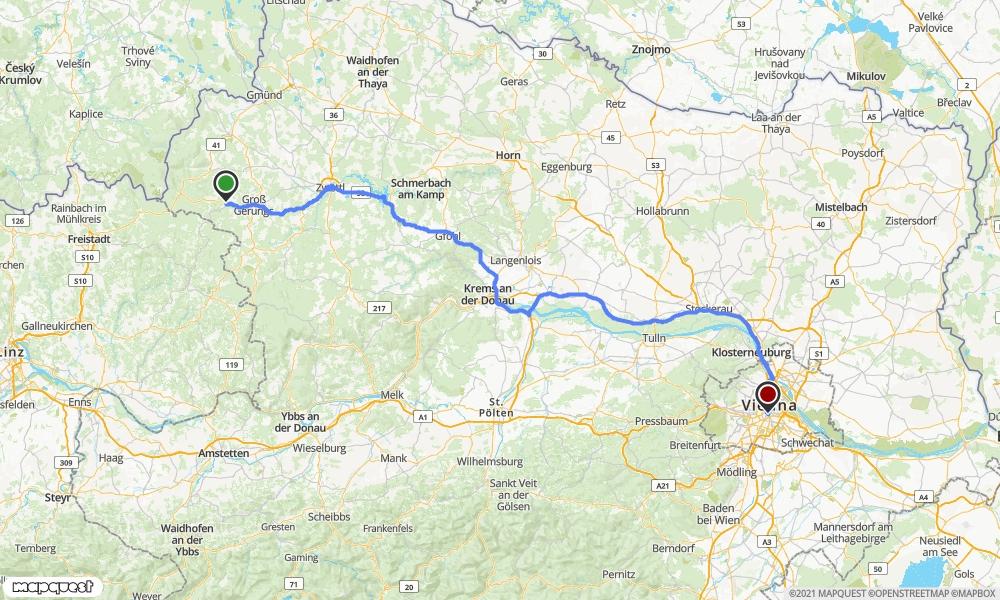 Litschau
53
Velké
Pavlovice
Trhové
Sviny
Velešín
Český
Krumlov
Waidhofen
an der
Thaya
30
Znojmo
Hrušovany
nad
Jevišovkou
Mikulov
2
Břeclav
Gmünd
Geras
Kaplice
36
Retz
Laa an der
Thaya
A5
Valtice
41
45
Horn
Eggenburg
S3
Poysdorf
Schmerbach
am Kamp
Groß
Gerungs
Rainbach im
Mühlkreis
126
Freistadt
S10
S10
Hollabrunn
Mistelbach
40
Zistersdorf
Gföhl
Langenlois
A5
Krems an
der Donau
217
Stockerau
Gallneukirchen
Tulln
Klosterneuburg
S1
Linz
119
Melk
St.
Pölten
A1
Vienna
Enns
Ybbs an
der Donau
Pressbaum
Schwechat
Breitenfurt
Wieselburg
Amstetten
Haag
Mank
Wilhelmsburg
309
Mödling
A21
Steyr
Sankt Veit
an der
Gölsen
Baden
bei Wien
A4
Scheibbs
Gresten
Frankenfels
Waidhofen
an der
Ybbs
Mannersdorf am
Leithagebirge
A3
Ternberg
Berndorf
Neusiedl
am See
Gaming
Pernitz
50
Gols
71
20
Weyer
mapquest
©2021 MAPQUEST ©OPENSTREETMAP ©MAPBOX